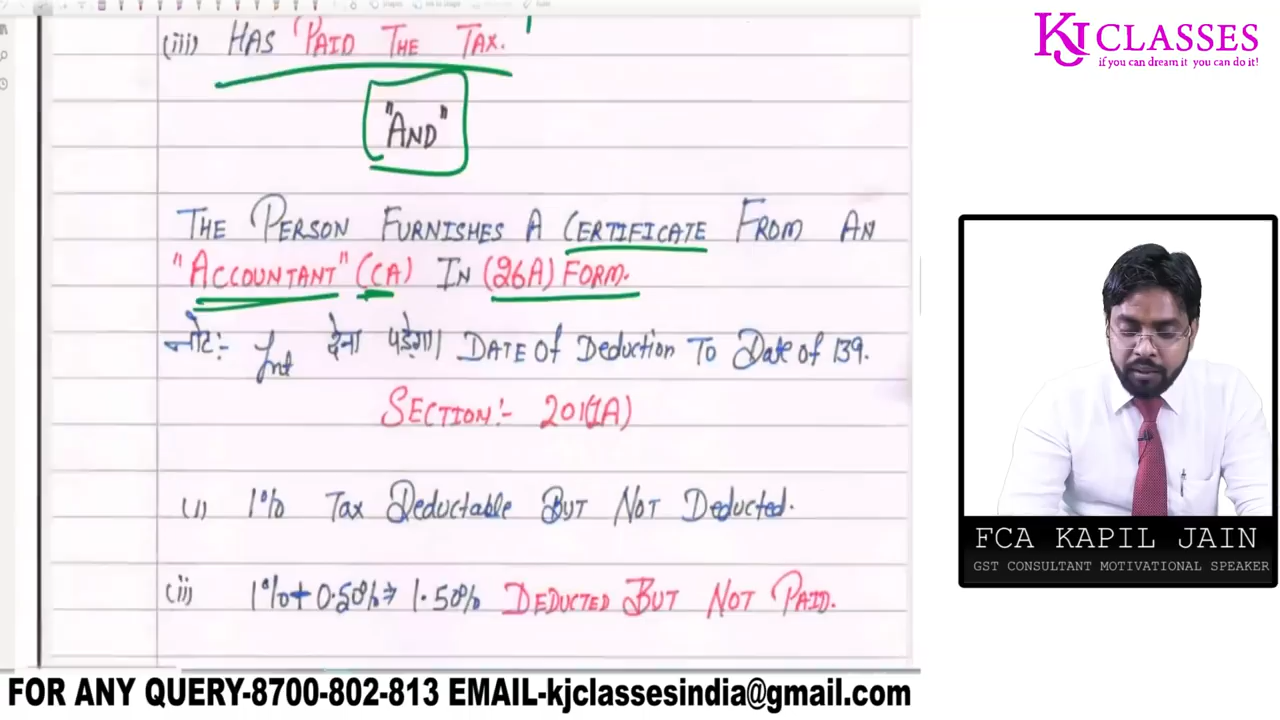 (iii) HAS "PAID THE TAX."
"AND"
THE PERSON FURNISHES A CERTIFICATE FROM AN
"ACCOUNTANT" (CA) IN (26A) FORM.
नोट:- Int देना पड़ेगा। DATE Of Deduction To Date of 139.
SECTION:- 201(1A)
(i) 1% Tax Deductable But Not Deducted.
(ii) 1%+0.50%⇒ 1.50% DEDUCTED BUT NOT PAID.
KJ CLASSES
if you can dream it you can do it!
FCA KAPIL JAIN
GST CONSULTANT MOTIVATIONAL SPEAKER
FOR ANY QUERY-8700-802-813 EMAIL-kjclassesindia@gmail.com